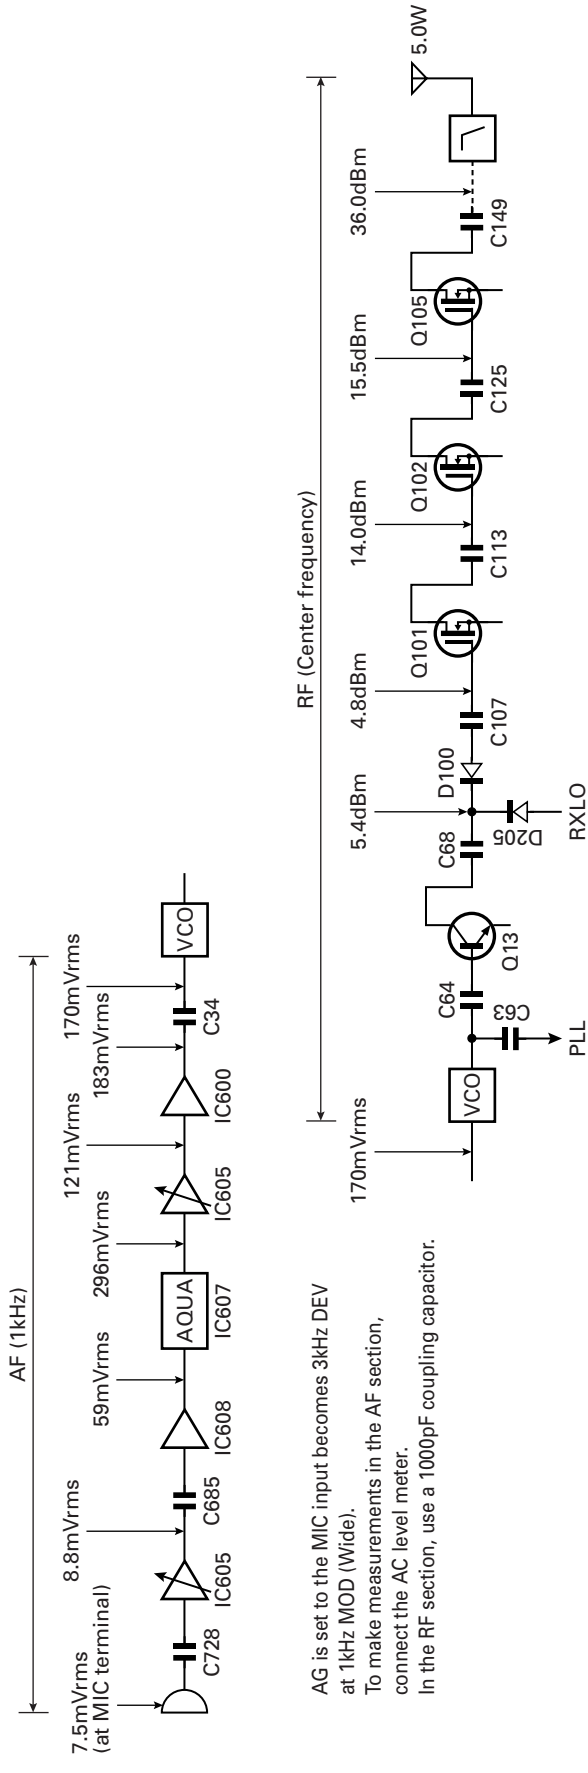 AF (1kHz)
7.5mVrms
(at MIC terminal)
8.8mVrms
59mVrms
296mVrms
121mVrms
183mVrms
170mVrms
C728
IC605
C685
IC608
AQUA
IC607
IC605
IC600
C34
VCO
RF (Center frequency)
170mVrms
5.4dBm
4.8dBm
14.0dBm
15.5dBm
36.0dBm
5.0W
VCO
C64
C63
PLL
Q13
C68
D205
RXLO
D100
C107
Q101
C113
Q102
C125
Q105
C149
AG is set to the MIC input becomes 3kHz DEV
at 1kHz MOD (Wide).
To make measurements in the AF section,
connect the AC level meter.
In the RF section, use a 1000pF coupling capacitor.